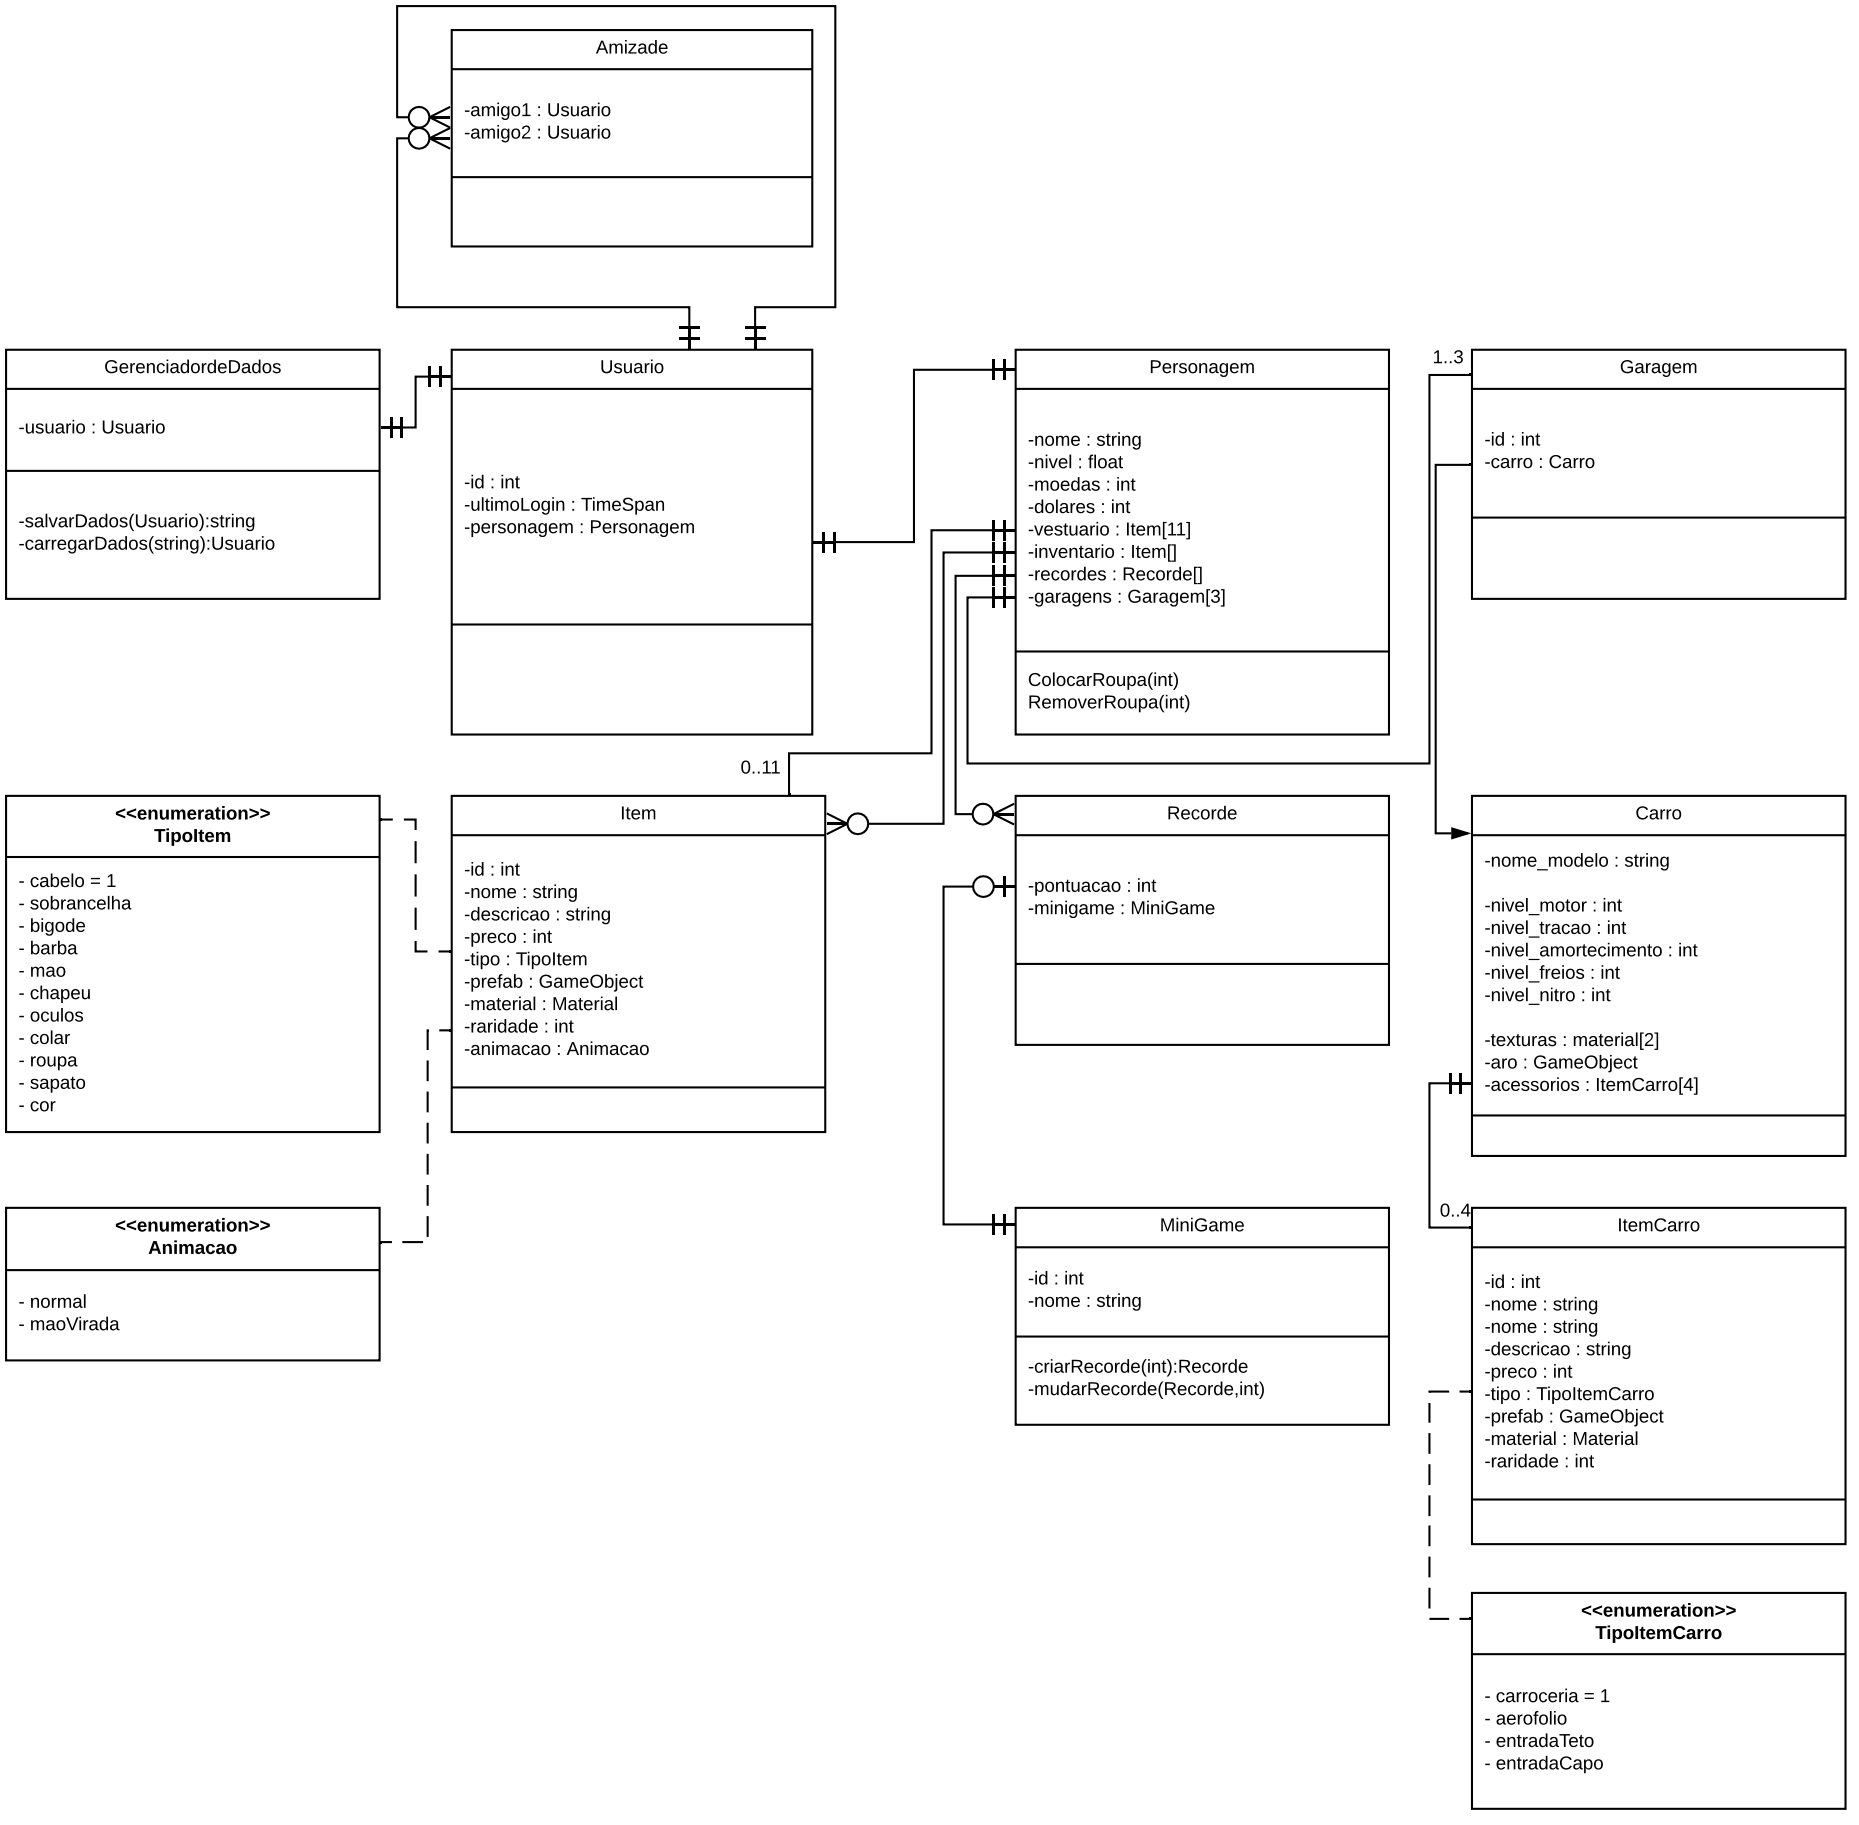 Amizade
-amigo1 : Usuario
-amigo2 : Usuario
GerenciadordeDados
-usuario : Usuario
-salvarDados(Usuario):string
-carregarDados(string):Usuario
Usuario
-id : int
-ultimoLogin : TimeSpan
-personagem : Personagem
Personagem
-nome : string
-nivel : float
-moedas : int
-dolares : int
-vestuario : Item[11]
-inventario : Item[]
-recordes : Recorde[]
-garagens : Garagem[3]
ColocarRoupa(int)
RemoverRoupa(int)
1..3
Garagem
-id : int
-carro : Carro
0..11
<<enumeration>>
TipoItem
- cabelo = 1
- sobrancelha
- bigode
- barba
- mao
- chapeu
- oculos
- colar
- roupa
- sapato
- cor
Item
-id : int
-nome : string
-descricao : string
-preco : int
-tipo : TipoItem
-prefab : GameObject
-material : Material
-raridade : int
-animacao : Animacao
Recorde
-pontuacao : int
-minigame : MiniGame
Carro
-nome_modelo : string
-nivel_motor : int
-nivel_tracao : int
-nivel_amortecimento : int
-nivel_freios : int
-nivel_nitro : int
-texturas : material[2]
-aro : GameObject
-acessorios : ItemCarro[4]
<<enumeration>>
Animacao
- normal
- maoVirada
MiniGame
-id : int
-nome : string
-criarRecorde(int):Recorde
-mudarRecorde(Recorde,int)
0..4
ItemCarro
-id : int
-nome : string
-nome : string
-descricao : string
-preco : int
-tipo : TipoItemCarro
-prefab : GameObject
-material : Material
-raridade : int
<<enumeration>>
TipoItemCarro
- carroceria = 1
- aerofolio
- entradaTeto
- entradaCapo